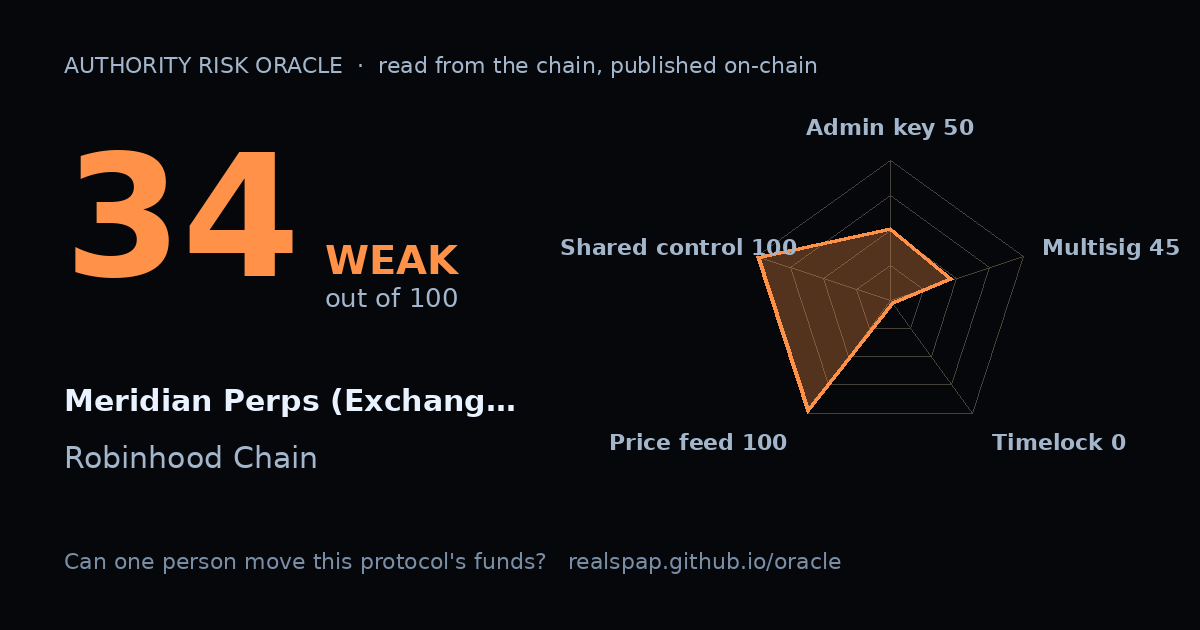 AUTHORITY RISK ORACLE · read from the chain, published on-chain
34
WEAK
out of 100
Meridian Perps (Exchang…
Robinhood Chain
Admin key 50
Shared control 100
Multisig 45
Price feed 100
Timelock 0
Can one person move this protocol's funds? realspap.github.io/oracle